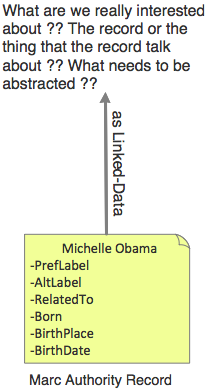 What are we really interested
about ?? The record or the
thing that the record talk
about ?? What needs to be
abstracted ??
as Linked-Data
Michelle Obama
-PrefLabel
-AltLabel
-RelatedTo
-Born
-BirthPlace
-BirthDate
Marc Authority Record